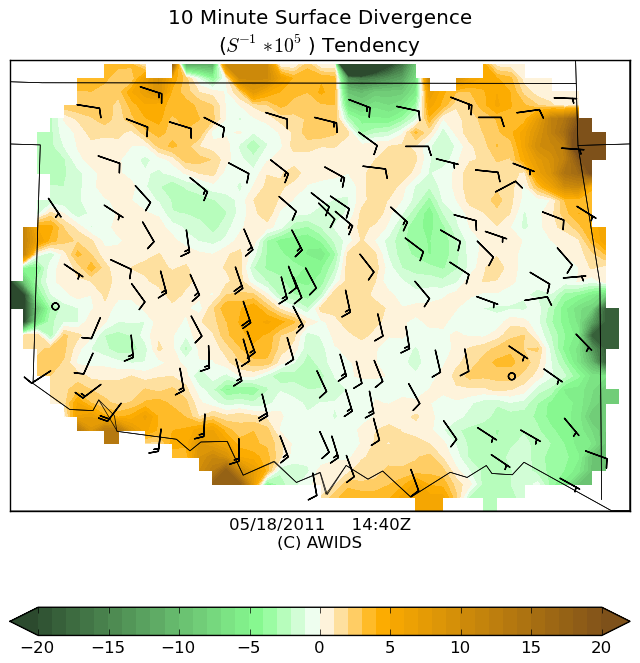 10 Minute Surface Divergence
(S⁻¹ * 10⁵ ) Tendency
05/18/2011 14:40Z
(C) AWIDS
−20 −15 −10 −5 0 5 10 15 20